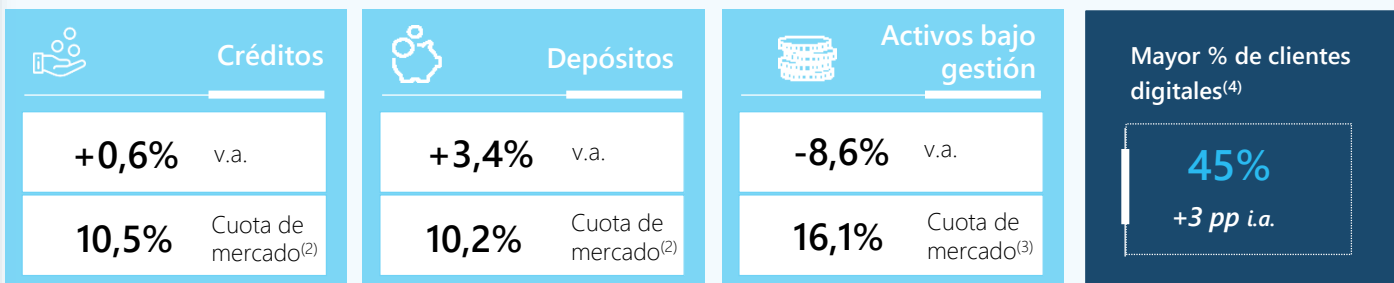 Créditos
+0,6% v.a.
10,5% Cuota de
mercado(2)
Depósitos
+3,4% v.a.
10,2% Cuota de
mercado(2)
Activos bajo
gestión
-8,6% v.a.
16,1% Cuota de
mercado(3)
Mayor % de clientes
digitales(4)
45%
+3 pp i.a.